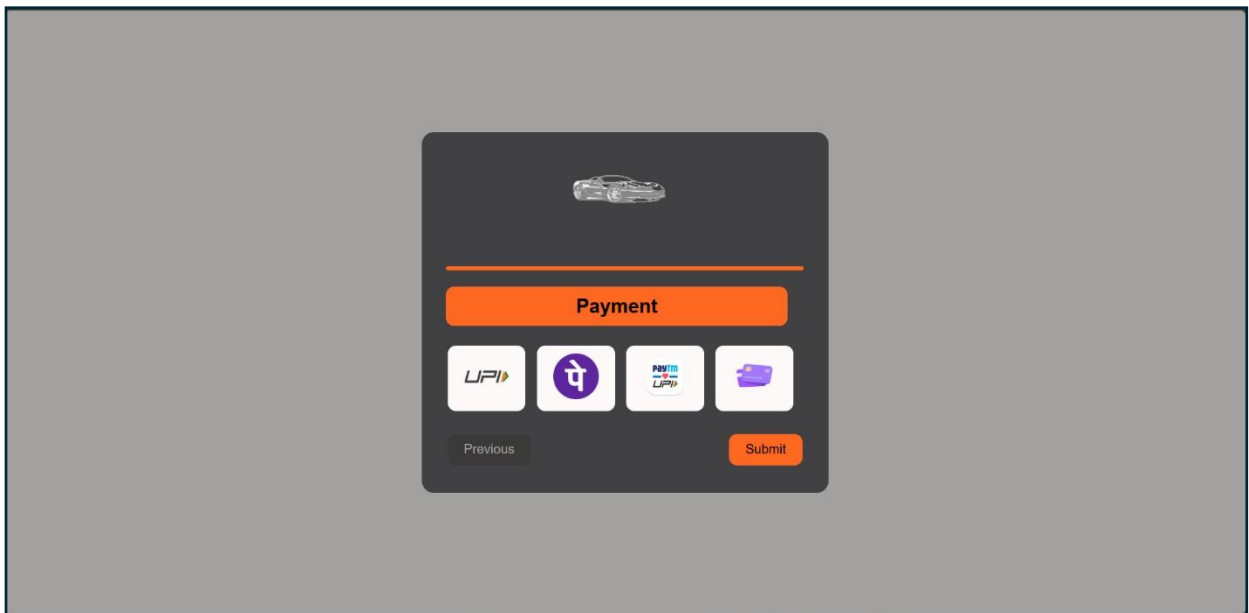 Payment
UPI
पे
Paytm
UPI
Previous
Submit